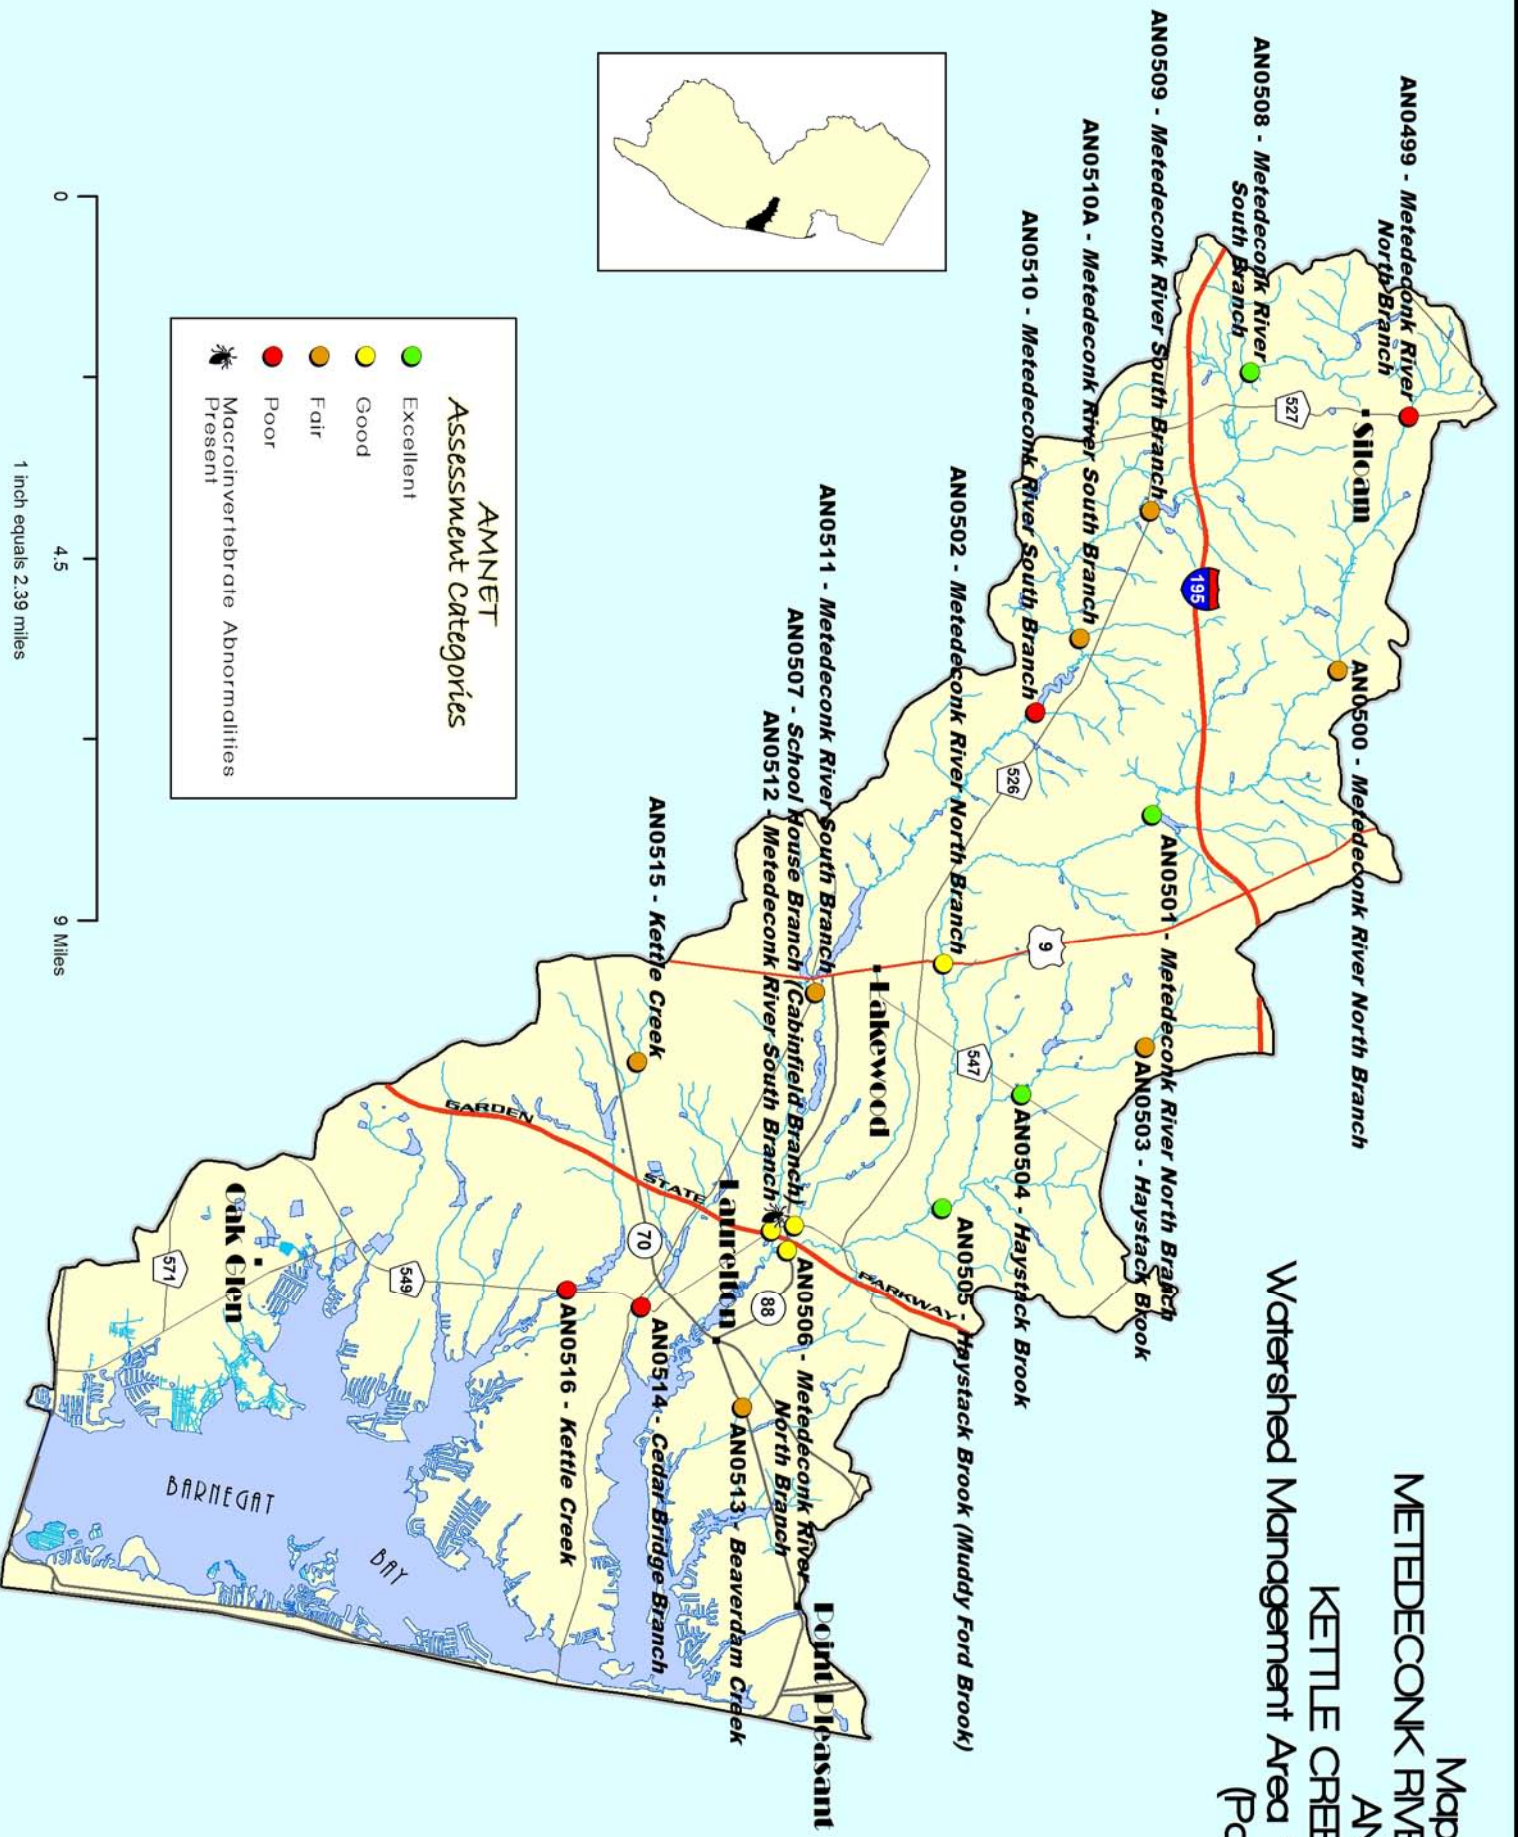 Map
METEDECONK RIVE
AN
KETTLE CREE
Watershed Management Area
(Po
AN0499 - Metedeconk River
North Branch
AN0508 - Metedeconk River
South Branch
AN0509 - Metedeconk River South Branch
AN0510A - Metedeconk River South Branch
AN0510 - Metedeconk River South Branch
AN0500 - Metedeconk River North Branch
AN0502 - Metedeconk River North Branch
AN0501 - Metedeconk River North Branch
AN0503 - Haystack Brook
AN0504 - Haystack Brook
AN0505 - Haystack Brook (Muddy Ford Brook)
AN0511 - Metedeconk River South Branch
AN0507 - School House Branch (Cabinfield Branch)
AN0512 - Metedeconk River South Branch
AN0506 - Metedeconk River
North Branch
AN0513 - Beaverdam Creek
AN0515 - Kettle Creek
AN0514 - Cedar Bridge Branch
AN0516 - Kettle Creek
Siloam
Lakewood
Laurelton
Point Pleasant
Oak Glen
527
195
526
9
547
88
70
549
571
GARDEN
STATE
PARKWAY
BARNEGAT
BAY
AMNET
Assessment Categories
Excellent
Good
Fair
Poor
Macroinvertebrate Abnormalities
Present
0
4.5
9 Miles
1 inch equals 2.39 miles